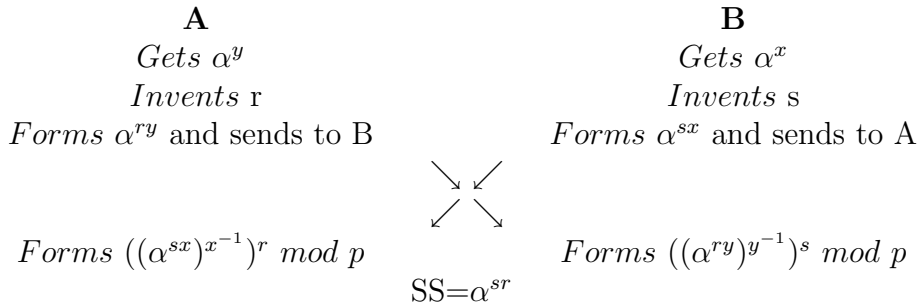 A B
Gets α^y Gets α^x
Invents r Invents s
Forms α^{ry} and sends to B Forms α^{sx} and sends to A
↘ ↙
↙ ↘
Forms ((α^{sx})^{x^{-1}})^r mod p Forms ((α^{ry})^{y^{-1}})^s mod p
SS=α^{sr}